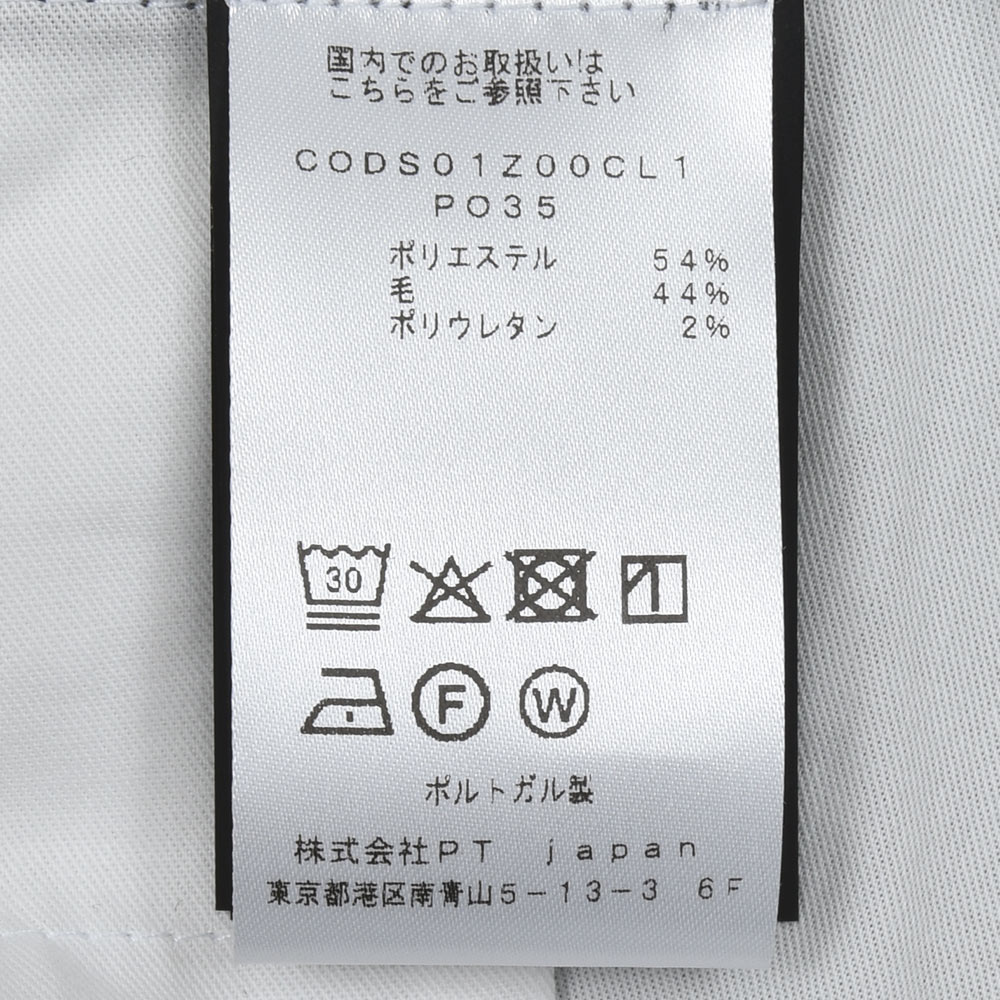 国内でのお取扱いは
こちらをご参照下さい
CODS01Z00CL1
PO35
ポリエステル 54%
毛 44%
ポリウレタン 2%
30
F W
ポルトガル製
株式会社PT japan
東京都港区南青山5-13-3 6F